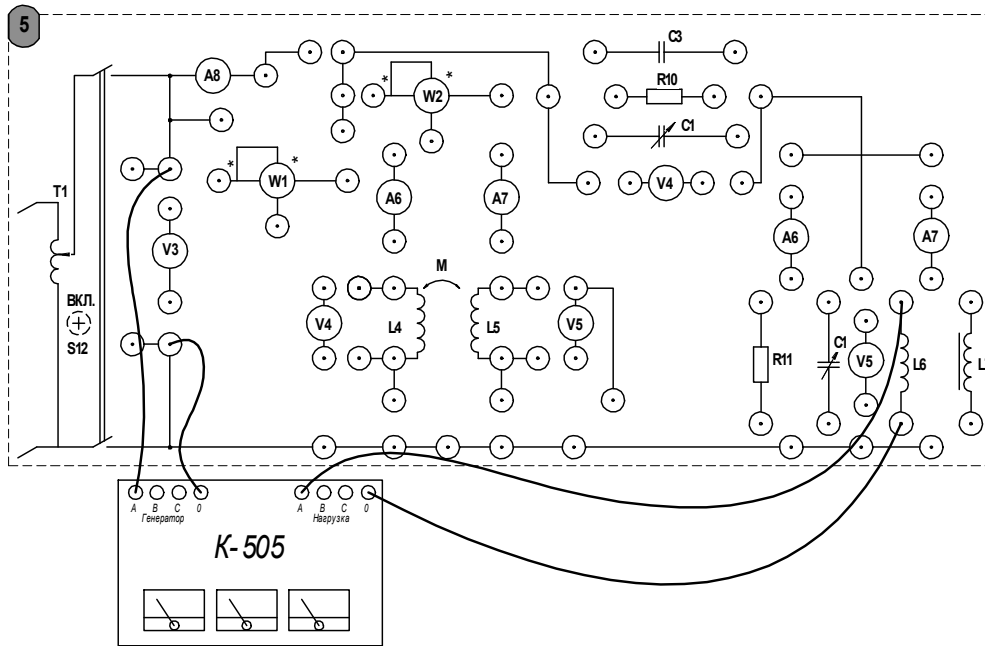 5
C3
A8
R10
* W2 *
C1
T1
* W1 *
A6
A7
V4
V3
A6
A7
M
ВКЛ.
S12
V4
L4
L5
V5
R11
C1
V5
L6
A B C 0
Генератор
A B C 0
Нагрузка
К-505